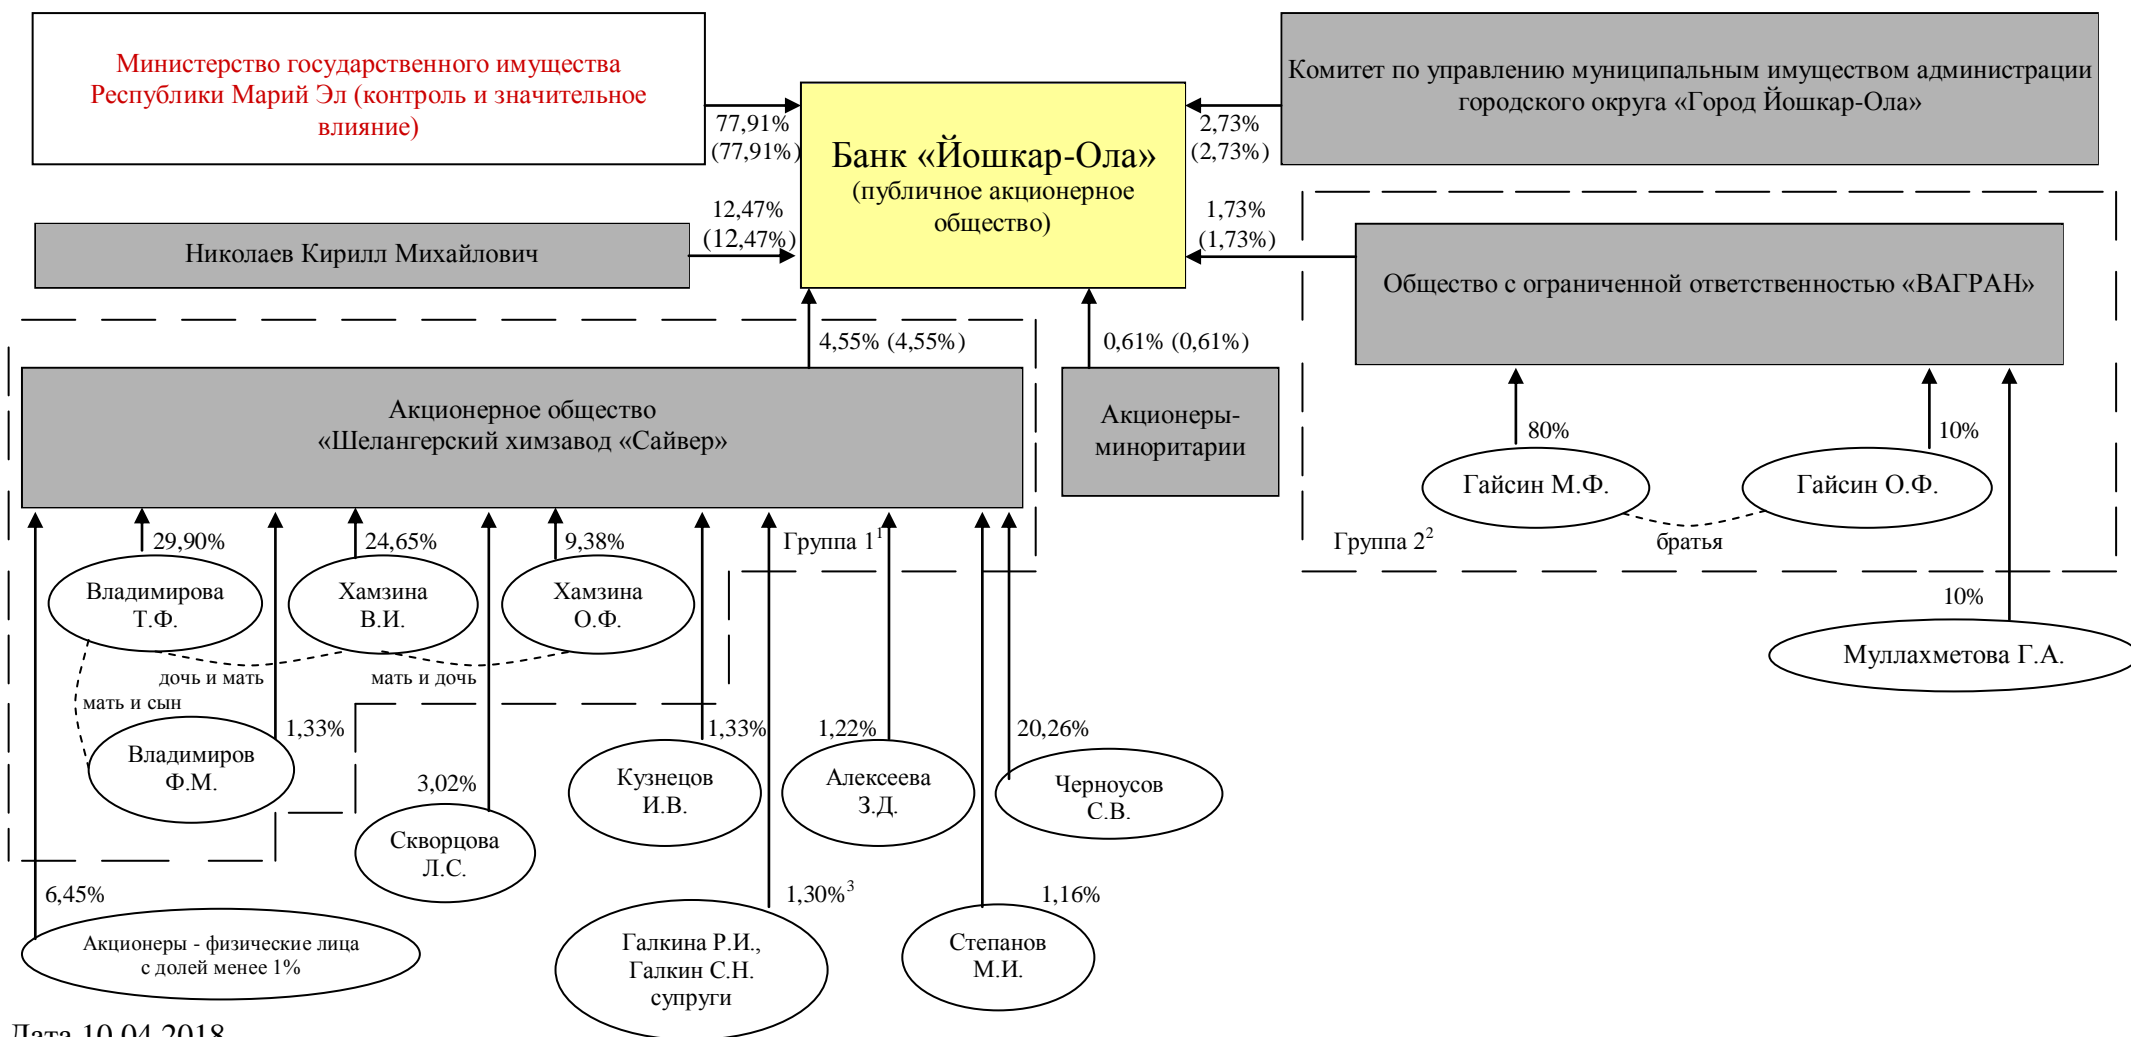 Министерство государственного имущества
Республики Марий Эл (контроль и значительное
влияние)
77,91%
(77,91%)
Банк «Йошкар-Ола»
(публичное акционерное
общество)
2,73%
(2,73%)
Комитет по управлению муниципальным имуществом администрации
городского округа «Город Йошкар-Ола»
Николаев Кирилл Михайлович
12,47%
(12,47%)
1,73%
(1,73%)
Общество с ограниченной ответственностью «ВАГРАН»
4,55% (4,55%)
0,61% (0,61%)
Акционерное общество
«Шелангерский химзавод «Сайвер»
Акционеры-
миноритарии
80%
10%
Гайсин М.Ф.
Гайсин О.Ф.
братья
Группа 2²
10%
Муллахметова Г.А.
29,90%
24,65%
9,38%
Группа 1¹
Владимирова
Т.Ф.
Хамзина
В.И.
Хамзина
О.Ф.
дочь и мать
мать и дочь
мать и сын
1,33%
Владимиров
Ф.М.
3,02%
Скворцова
Л.С.
1,33%
Кузнецов
И.В.
1,22%
Алексеева
З.Д.
20,26%
Черноусов
С.В.
6,45%
Акционеры - физические лица
с долей менее 1%
1,30%³
Галкина Р.И.,
Галкин С.Н.
супруги
1,16%
Степанов
М.И.
Дата 10.04.2018